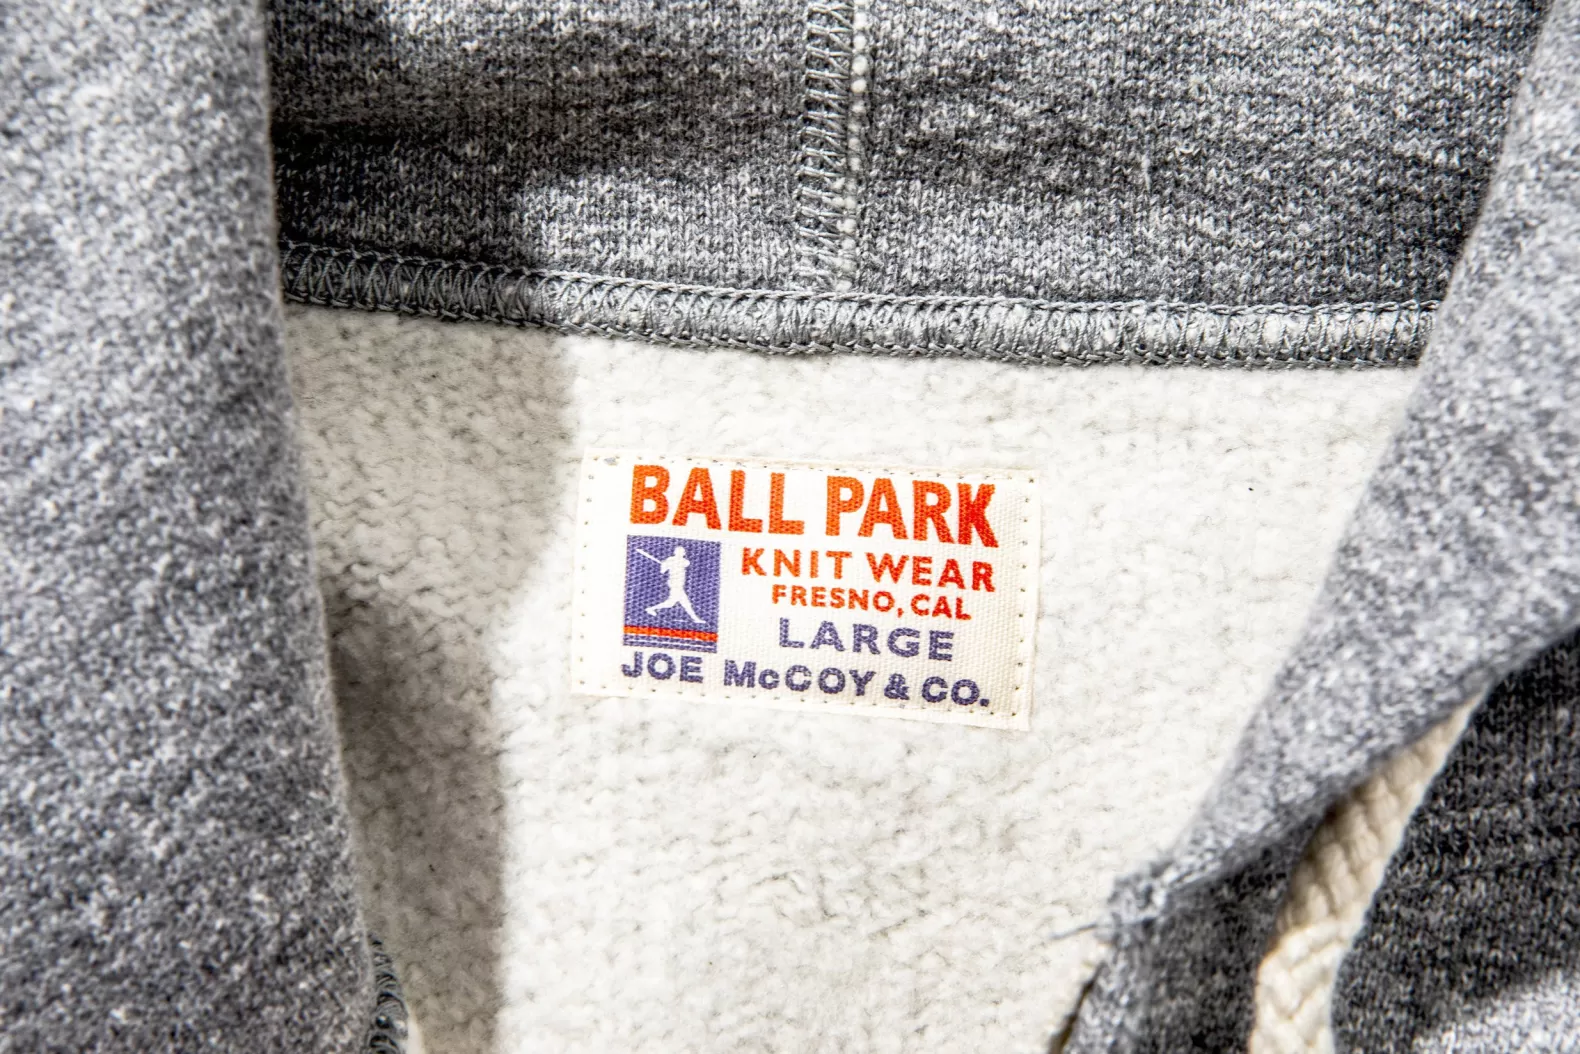 BALL PARK
KNIT WEAR
FRESNO, CAL
LARGE
JOE McCOY & CO.